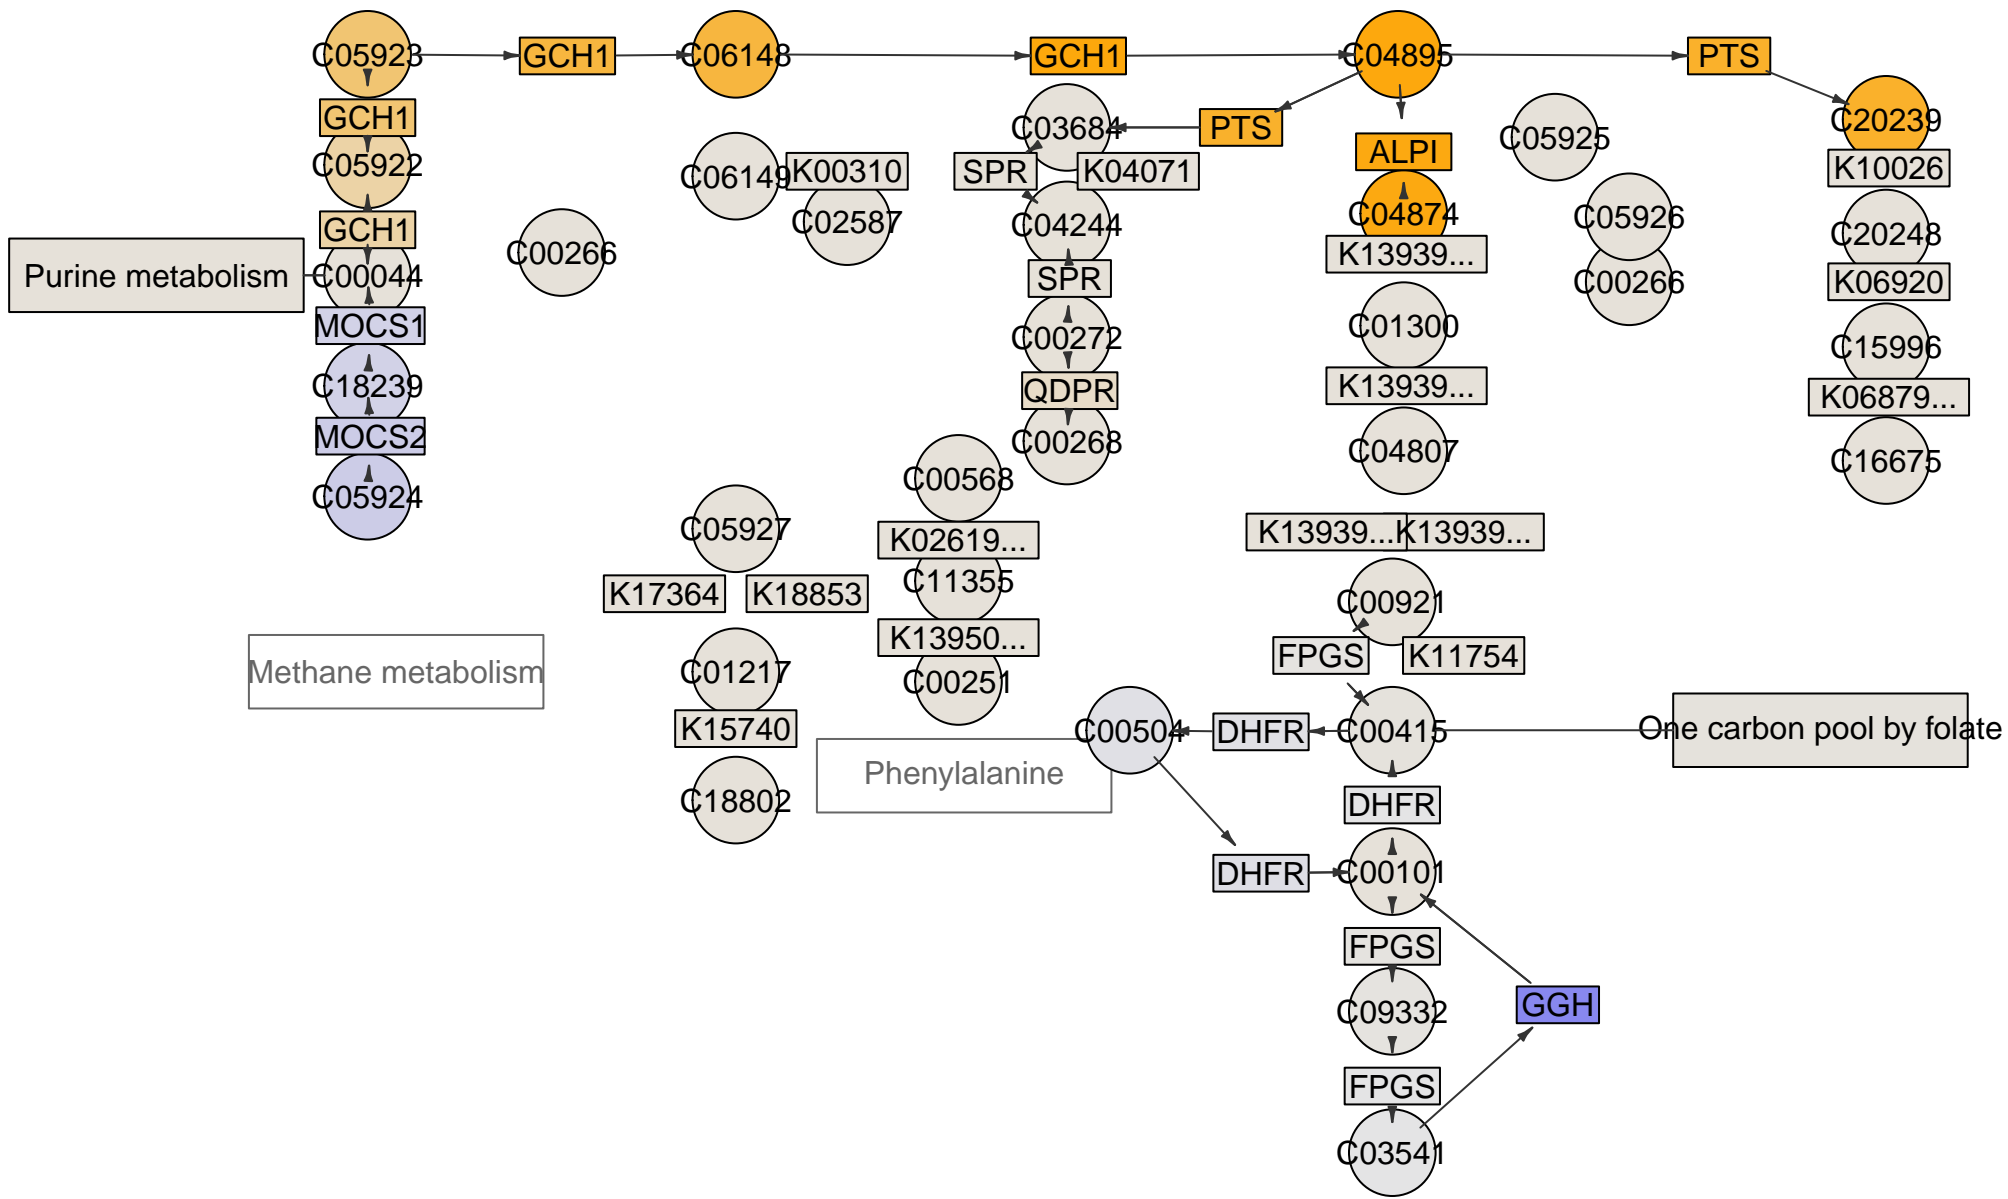 C05923
GCH1
C06148
GCH1
C04895
PTS
GCH1
C03684
PTS
C20239
C05925
ALPI
C05922
C06149
K00310
SPR
K04071
K10026
GCH1
C00266
C02587
C04244
C04874
C05926
C20248
Purine metabolism
C00044
SPR
K13939...
C00266
K06920
MOCS1
C00272
C01300
C15996
C18239
QDPR
K13939...
K06879...
MOCS2
C00268
C04807
C16675
C05924
C00568
C05927
K02619...
K13939...
K13939...
K17364
K18853
C11355
C00921
Methane metabolism
C01217
K13950...
FPGS
K11754
C00251
K15740
C00504
DHFR
C00415
One carbon pool by folate
Phenylalanine
C18802
DHFR
DHFR
C00101
FPGS
C09332
GGH
FPGS
C03541